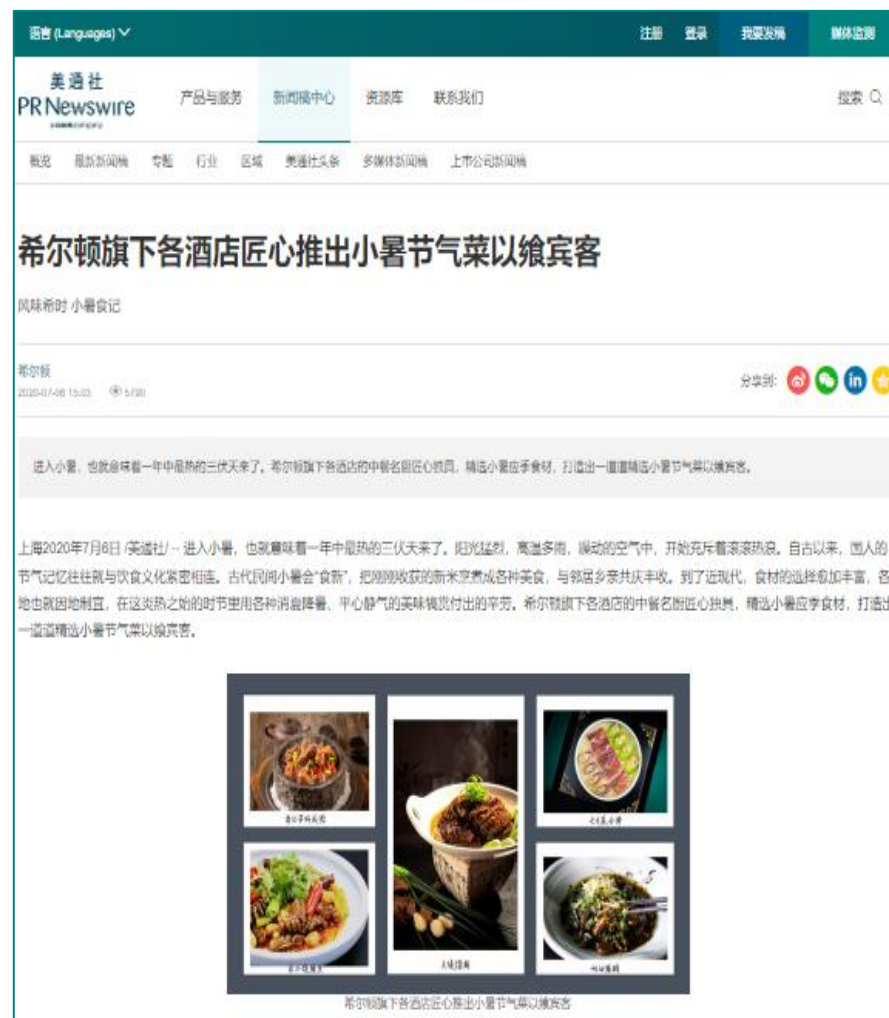 语言 (Languages)
注册 登录 我要发稿 媒体监测
美通社
PR Newswire
产品与服务 新闻稿中心 资源库 联系我们
搜索
概览 最新新闻稿 专题 行业 区域 美通社头条 多媒体新闻稿 上市公司新闻稿
希尔顿旗下各酒店匠心推出小暑节气菜以飨宾客
风味希时 小暑食记
希尔顿
分享到:
进入小暑，也就意味着一年中最热的三伏天来了。希尔顿旗下各酒店的中餐名厨匠心独具，精选小暑应季食材，打造出一道道精选小暑节气菜以飨宾客。
上海2020年7月6日 /美通社/ -- 进入小暑，也就意味着一年中最热的三伏天来了。阳光猛烈，高温多雨，躁动的空气中，开始充斥着滚滚热浪。自古以来，国人的
节气记忆往往就与饮食文化紧密相连。古代民间小暑会"食新"，把刚刚收获的新米烹煮成各种美食，与邻居乡亲共庆丰收。到了近现代，食材的选择愈加丰富，各
地也就因地制宜，在这炎热之始的时节里用各种消食降暑、平心静气的美味犒赏付出的辛劳。希尔顿旗下各酒店的中餐名厨匠心独具，精选小暑应季食材，打造出
一道道精选小暑节气菜以飨宾客。
希尔顿旗下各酒店匠心推出小暑节气菜以飨宾客